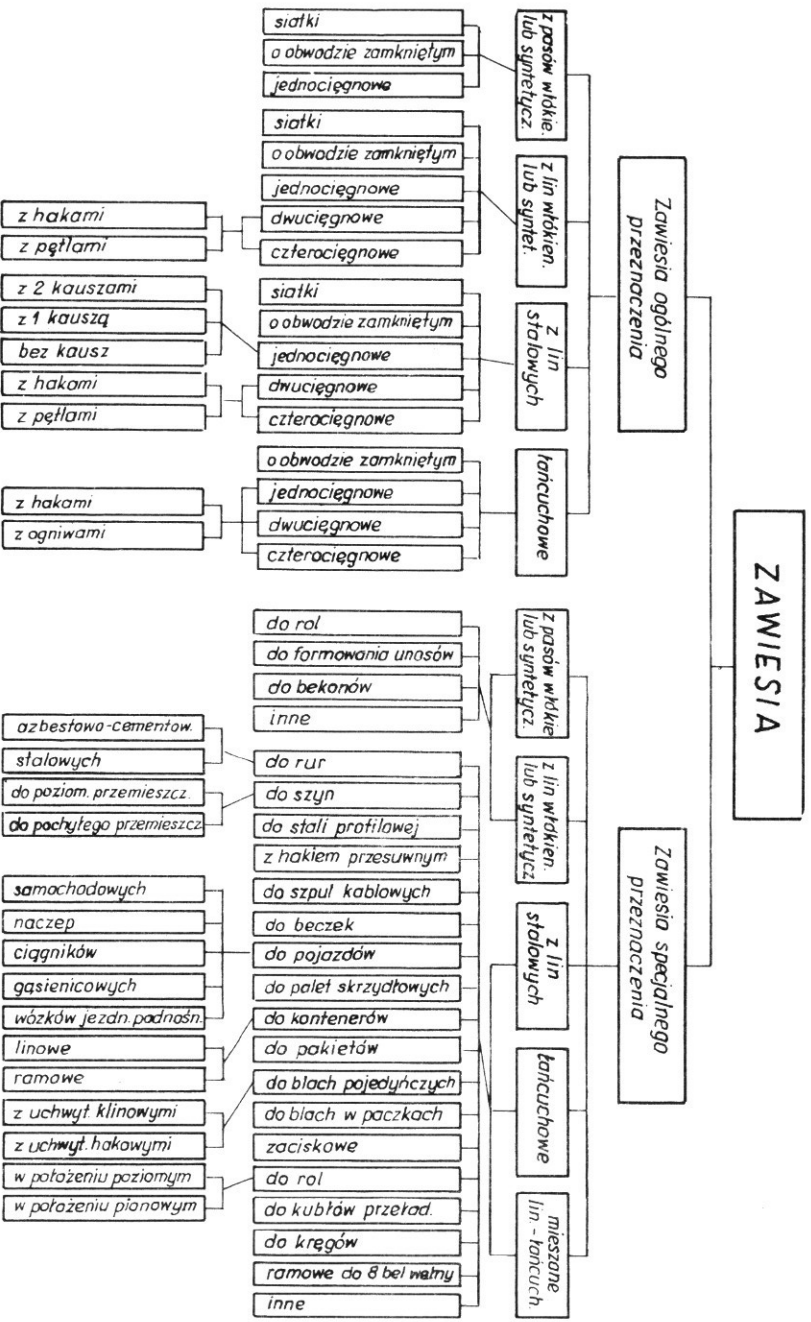 ZAWIESIA
Zawiesia ogólnego
przeznaczenia
Zawiesia specjalnego
przeznaczenia
z pasów włókie.
lub syntetycz.
z lin włókien.
lub syntet.
z lin
stalowych
łańcuchowe
z pasów włókie
lub syntetycz.
z lin włókien.
lub syntetycz
z lin
stalowych
łańcuchowe
mieszane
lin. - łańcuch.
siatki
o obwodzie zamkniętym
jednocięgnowe
siatki
o obwodzie zamkniętym
jednocięgnowe
dwucięgnowe
czterocięgnowe
z hakami
z pętlami
siatki
o obwodzie zamkniętym
jednocięgnowe
dwucięgnowe
czterocięgnowe
z 2 kauszami
z 1 kauszą
bez kausz
z hakami
z pętlami
o obwodzie zamkniętym
jednocięgnowe
dwucięgnowe
czterocięgnowe
z hakami
z ogniwami
do rol
do formowania unosów
do bekonów
inne
do rur
do szyn
do stali profilowej
z hakiem przesuwnym
do szpul kablowych
do beczek
do pojazdów
do palet skrzydłowych
do kontenerów
do pakietów
do blach pojedyńczych
do blach w paczkach
zaciskowe
do rol
do kubłów przeład.
do kręgów
ramowe do 8 bel wełny
inne
azbestowo-cementow.
stalowych
do poziom. przemieszcz.
do pochyłego przemieszcz
samochodowych
naczep
ciągników
gąsienicowych
wózków jezdn. podnośn.
linowe
ramowe
z uchwyt. klinowymi
z uchwyt. hakowymi
w położeniu poziomym
w położeniu pionowym